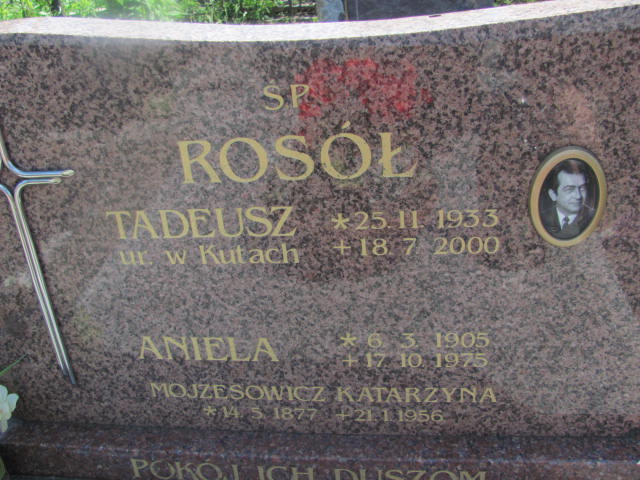 Ś.P.
ROSÓŁ
TADEUSZ *25.11.1933
ur. w Kutach +18.7.2000
ANIELA *6.3.1905
+17.10.1975
MOJZESOWICZ KATARZYNA
*14.5.1877 +21.1.1956
POKÓJ ICH DUSZOM